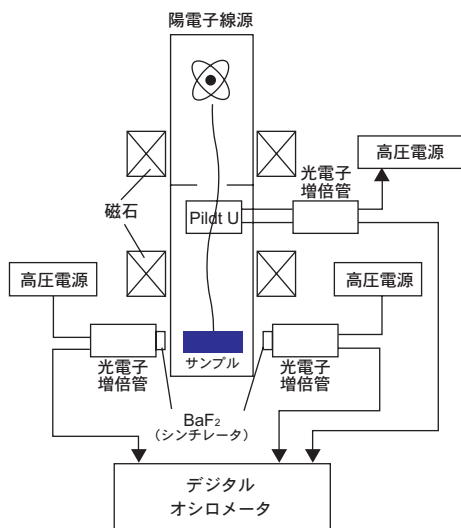 陽電子線源
高圧電源
光電子
増倍管
Pildt U
磁石
高圧電源
高圧電源
光電子
増倍管
サンプル
光電子
増倍管
BaF₂
（シンチレータ）
デジタル
オシロメータ